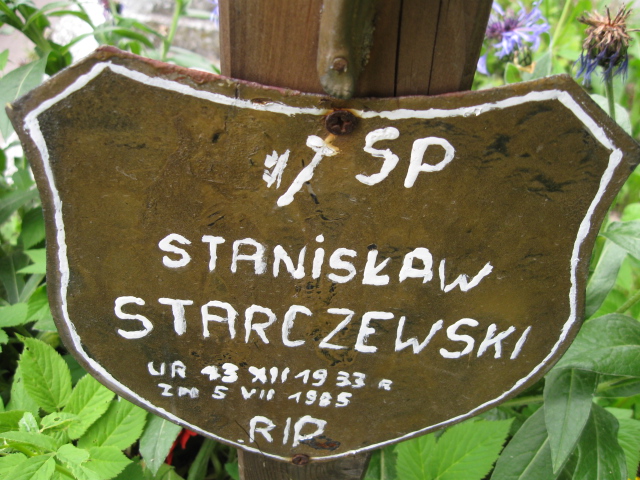 SP
STANISŁAW
STARCZEWSKI
UR 13 XII 1933 R
ZM 5 VII 1985
RIP